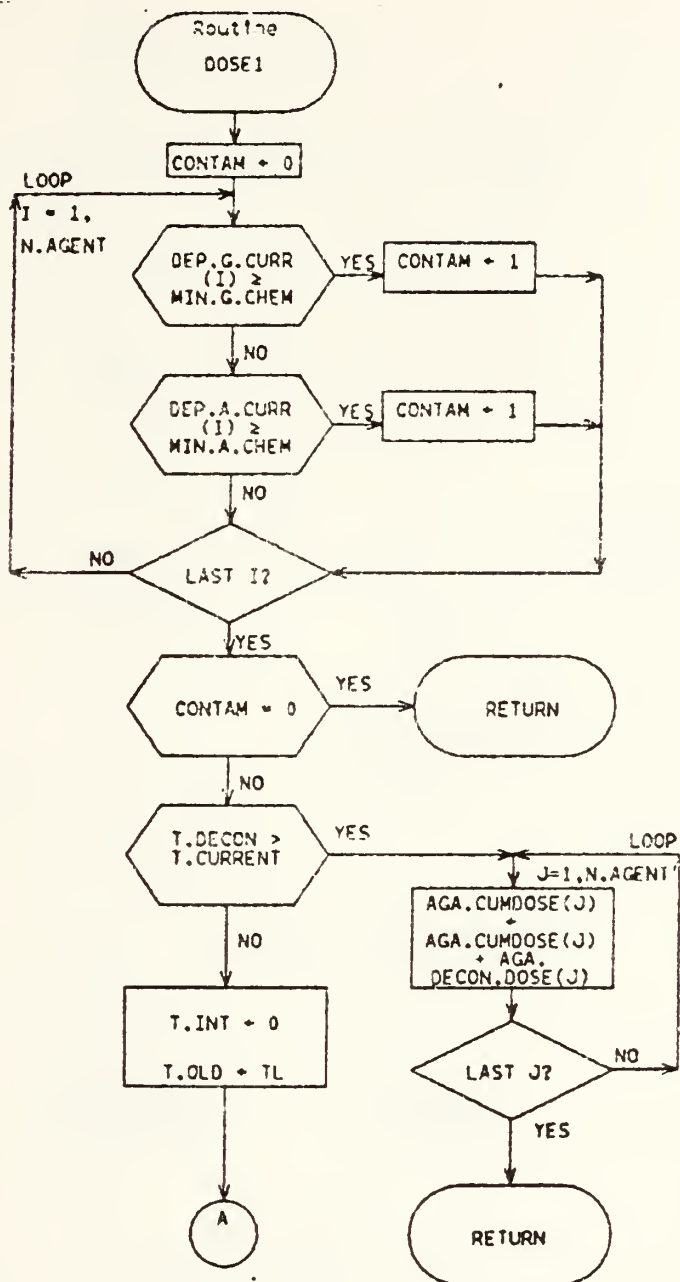 Routine
DOSE1
CONTAM ← 0
LOOP
I = 1,
N.AGENT
DEP.G.CURR
(I) ≥
MIN.G.CHEM
YES
CONTAM ← 1
NO
DEP.A.CURR
(I) ≥
MIN.A.CHEM
YES
CONTAM ← 1
NO
LAST I?
NO
YES
CONTAM = 0
YES
RETURN
NO
T.DECON >
T.CURRENT
YES
LOOP
J=1,N.AGENT
AGA.CUMDOSE(J)
←
AGA.CUMDOSE(J)
+ AGA.
DECON.DOSE(J)
NO
T.INT ← 0
T.OLD ← TL
LAST J?
NO
YES
A
RETURN